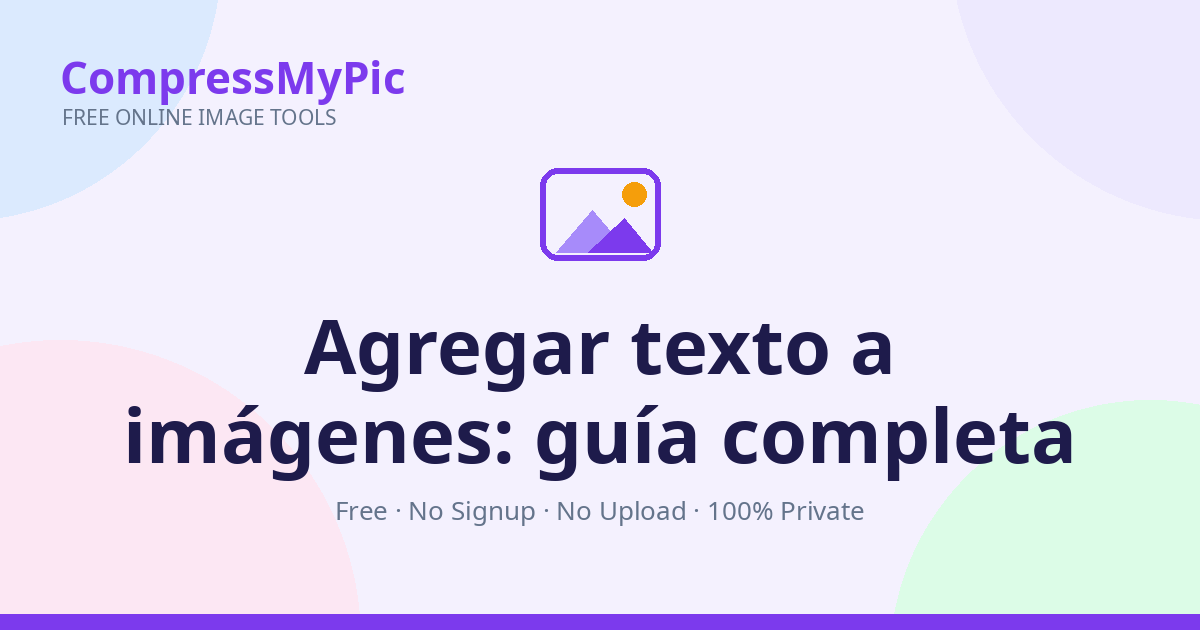 CompressMyPic
FREE ONLINE IMAGE TOOLS
Agregar texto a
imágenes: guía completa
Free · No Signup · No Upload · 100% Private